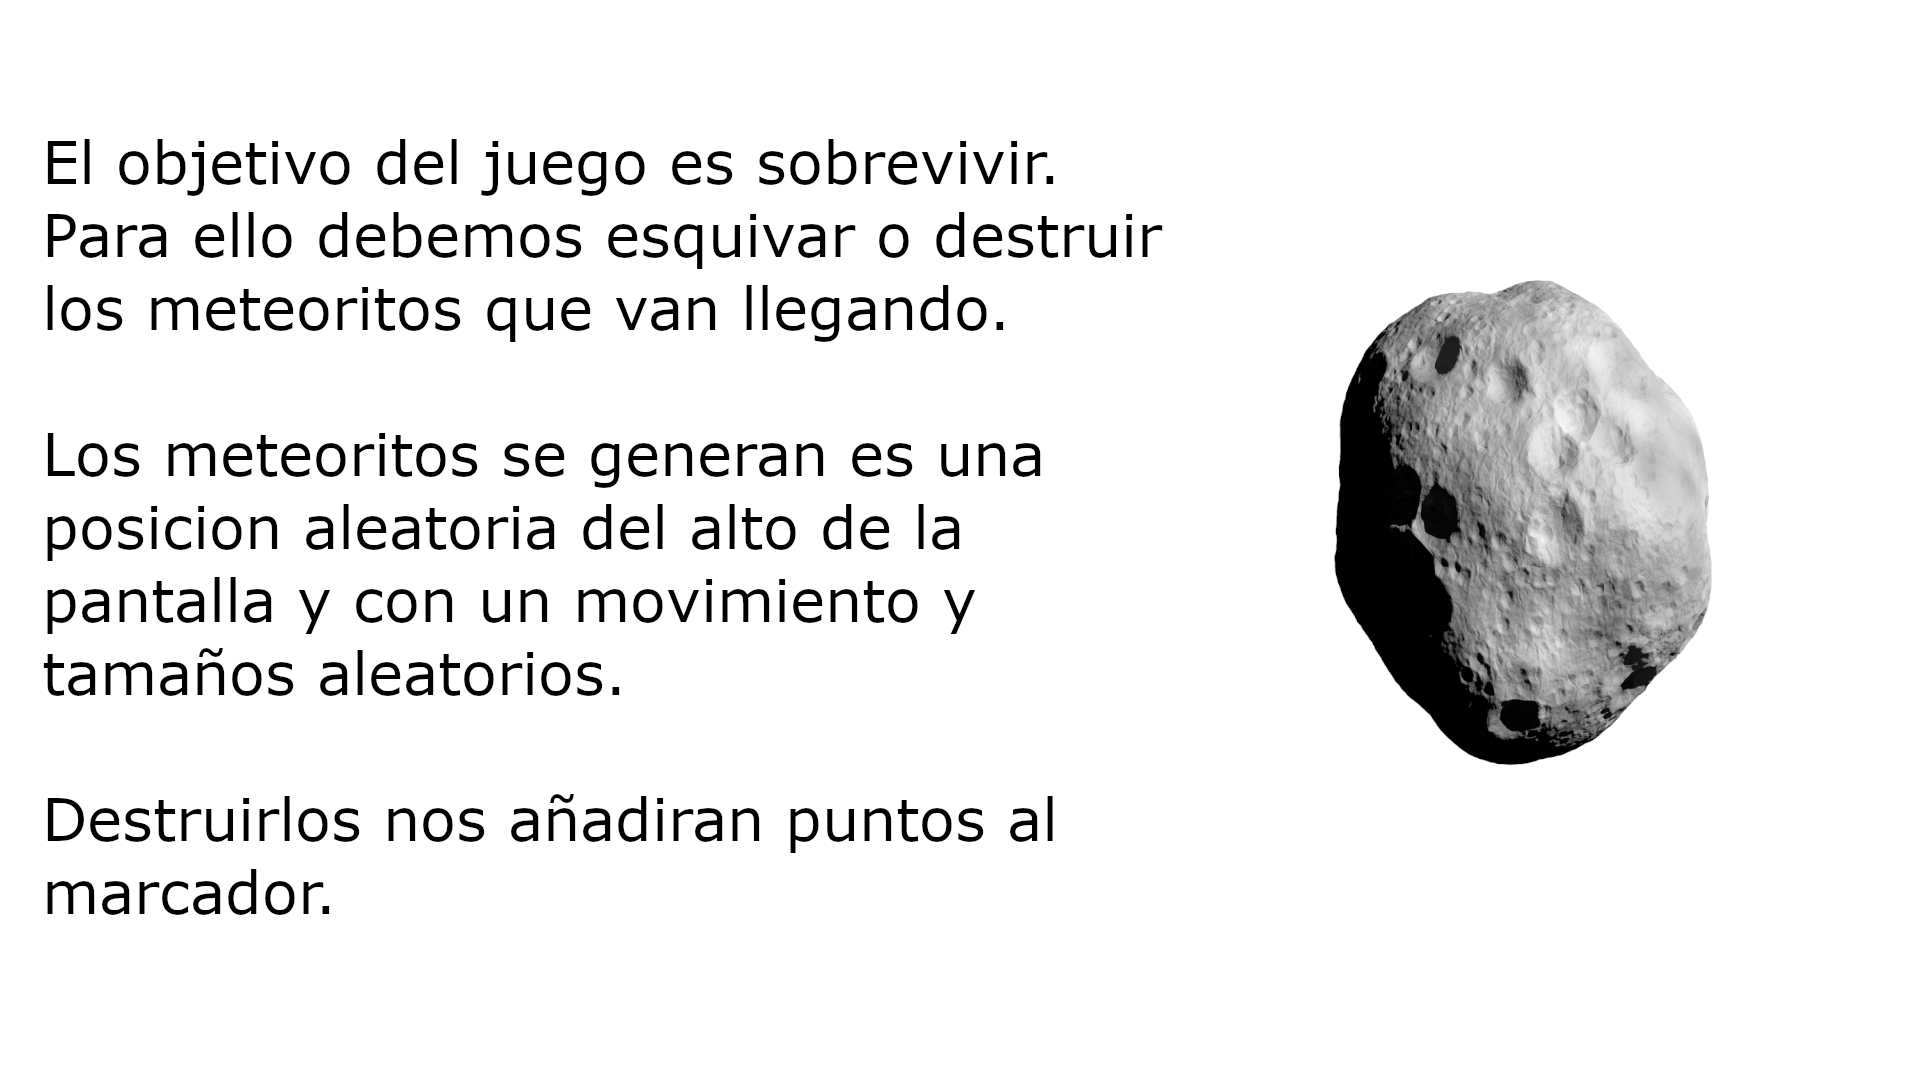 El objetivo del juego es sobrevivir.
Para ello debemos esquivar o destruir
los meteoritos que van llegando.
Los meteoritos se generan es una
posicion aleatoria del alto de la
pantalla y con un movimiento y
tamaños aleatorios.
Destruirlos nos añadiran puntos al
marcador.